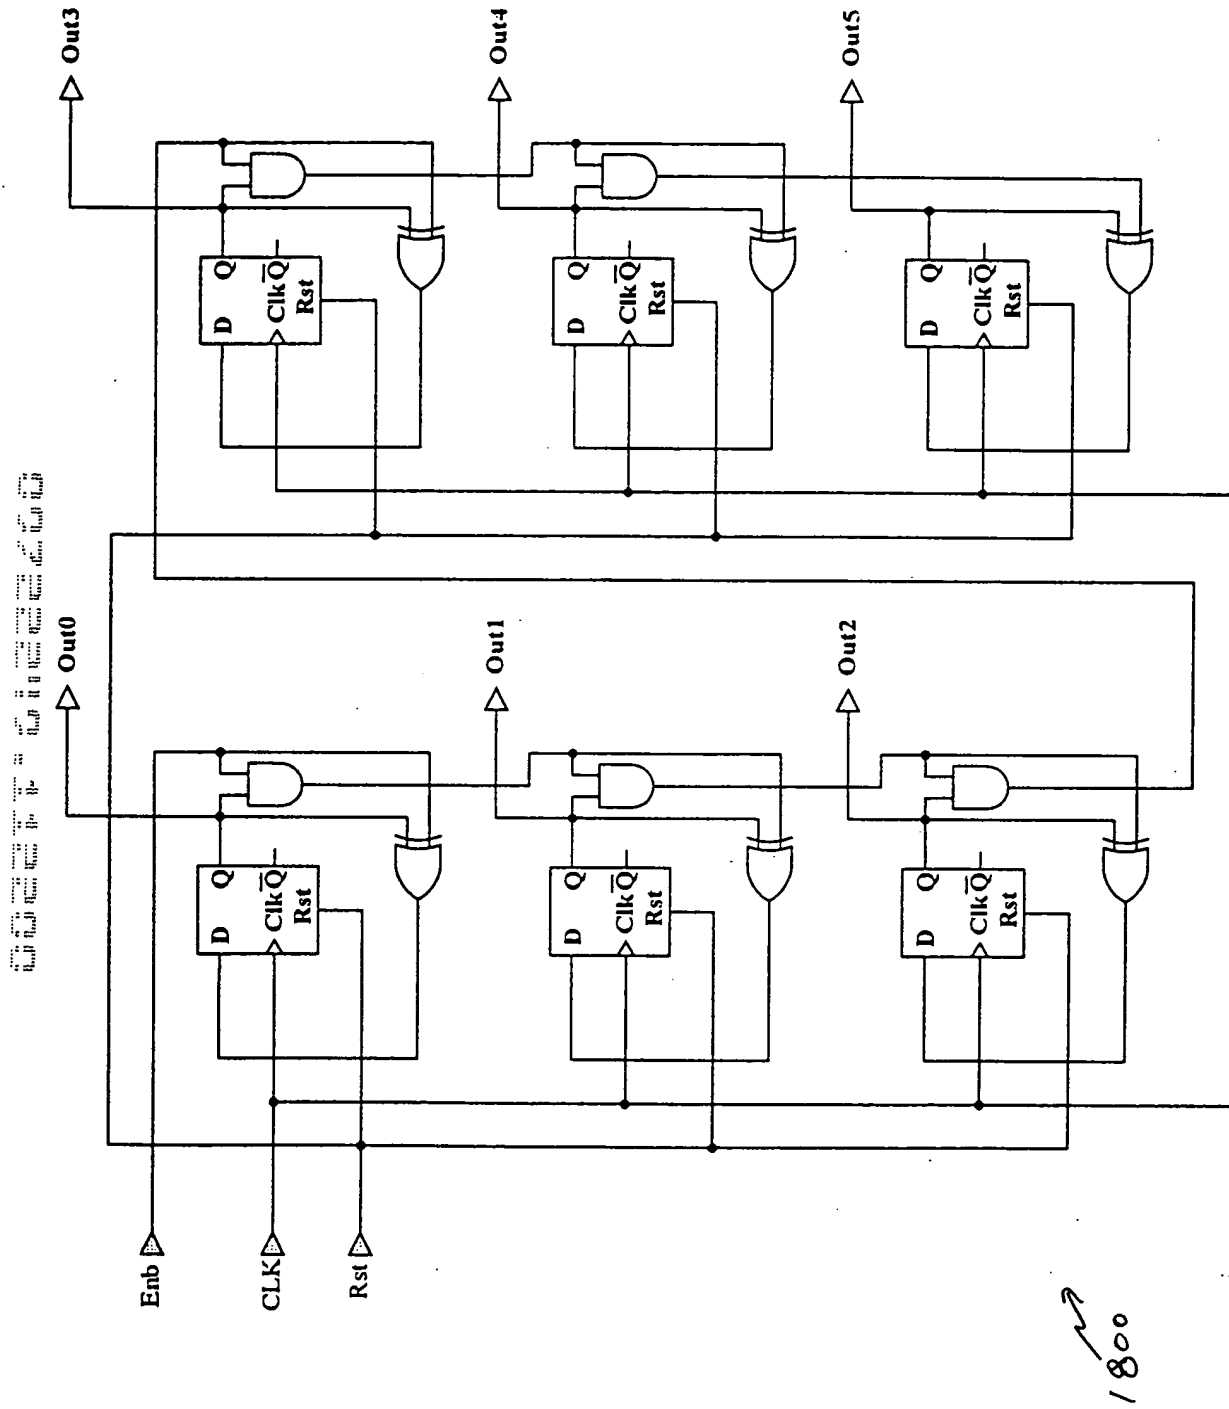 Out0
Out3
Enb
D Q
D Q
CLK
Clk Q̅
Clk Q̅
Rst
Rst
Rst
Out1
Out4
D Q
D Q
Clk Q̅
Clk Q̅
Rst
Rst
Out2
Out5
D Q
D Q
Clk Q̅
Clk Q̅
Rst
Rst
1800